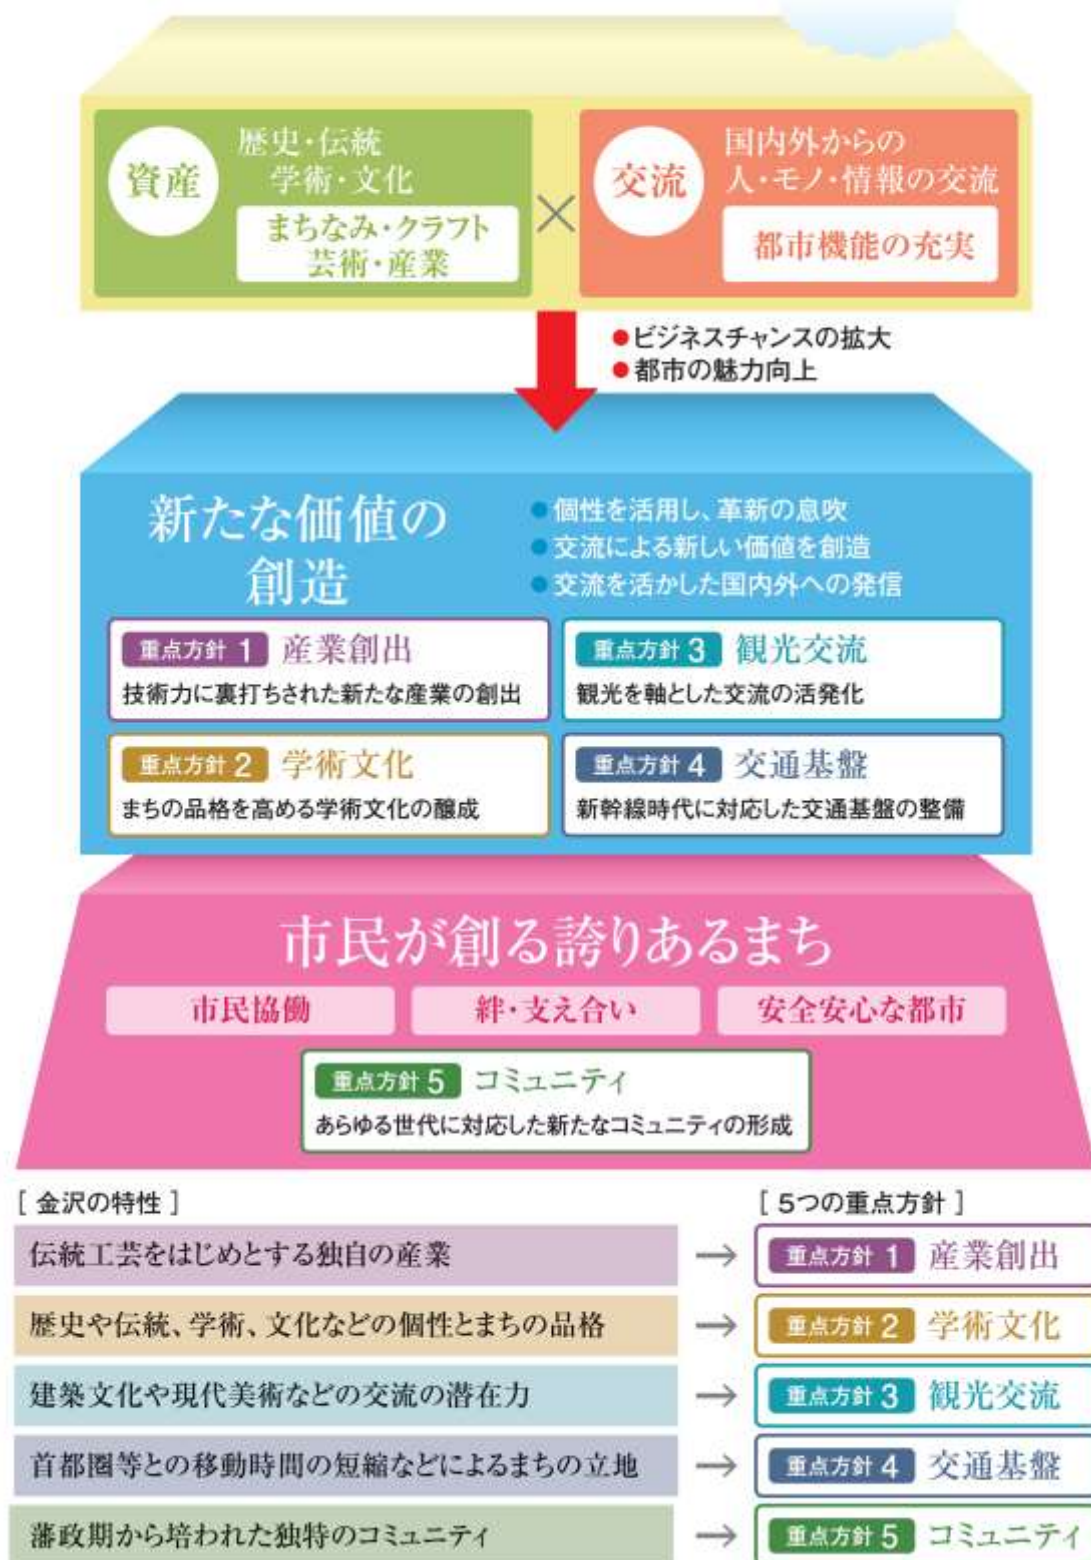 資産
歴史・伝統
学術・文化
まちなみ・クラフト
芸術・産業
×
交流
国内外からの
人・モノ・情報の交流
都市機能の充実
●ビジネスチャンスの拡大
●都市の魅力向上
新たな価値の
創造
●個性を活用し、革新の息吹
●交流による新しい価値を創造
●交流を活かした国内外への発信
重点方針 1 産業創出
技術力に裏打ちされた新たな産業の創出
重点方針 2 学術文化
まちの品格を高める学術文化の醸成
重点方針 3 観光交流
観光を軸とした交流の活発化
重点方針 4 交通基盤
新幹線時代に対応した交通基盤の整備
市民が創る誇りあるまち
市民協働
絆・支え合い
安全安心な都市
重点方針 5 コミュニティ
あらゆる世代に対応した新たなコミュニティの形成
[ 金沢の特性 ]
[ 5つの重点方針 ]
伝統工芸をはじめとする独自の産業 → 重点方針 1 産業創出
歴史や伝統、学術、文化などの個性とまちの品格 → 重点方針 2 学術文化
建築文化や現代美術などの交流の潜在力 → 重点方針 3 観光交流
首都圏等との移動時間の短縮などによるまちの立地 → 重点方針 4 交通基盤
藩政期から培われた独特のコミュニティ → 重点方針 5 コミュニティ